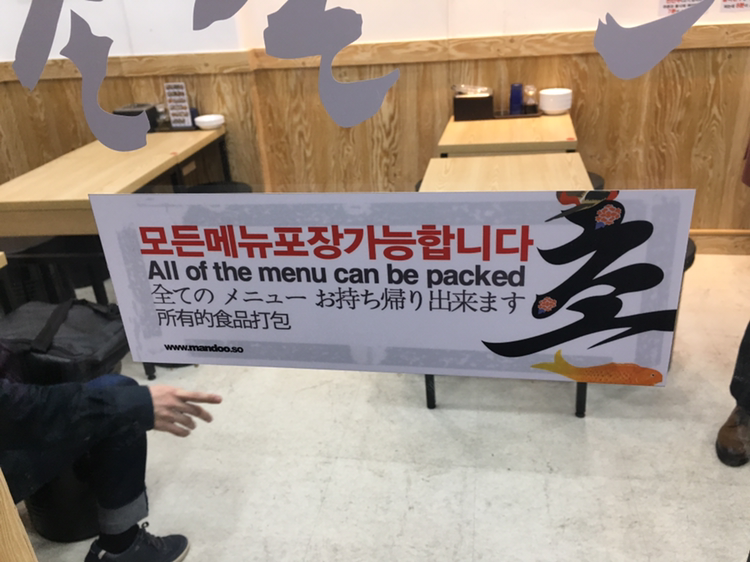 모든메뉴포장가능합니다
All of the menu can be packed
全ての メニュー お持ち帰り出来ます
所有的食品打包
www.mandoo.so